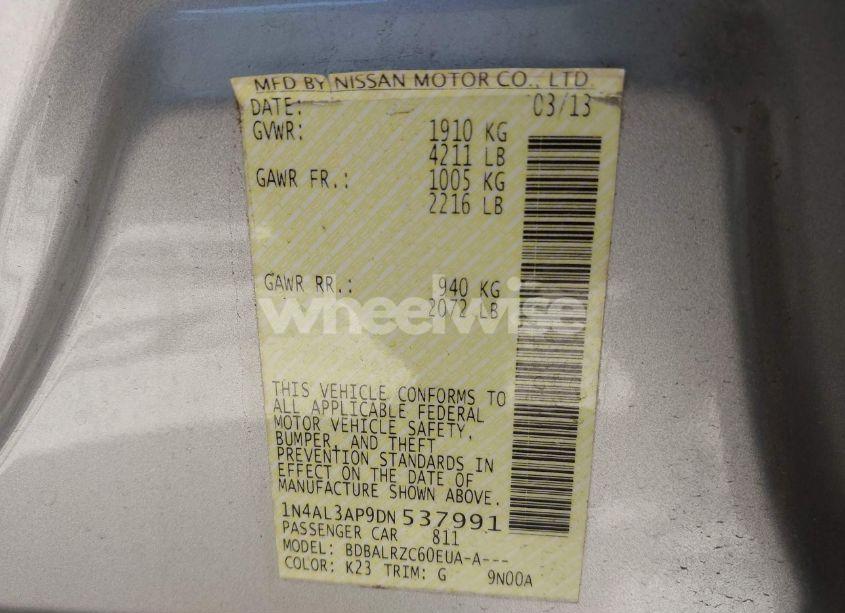 MFD BY NISSAN MOTOR CO., LTD.
DATE: 03/13
GVWR: 1910 KG
4211 LB
GAWR FR.: 1005 KG
2216 LB
GAWR RR.: 940 KG
2072 LB
wheelwise
THIS VEHICLE CONFORMS TO
ALL APPLICABLE FEDERAL
MOTOR VEHICLE SAFETY,
BUMPER, AND THEFT
PREVENTION STANDARDS IN
EFFECT ON THE DATE OF
MANUFACTURE SHOWN ABOVE.
1N4AL3AP9DN 537991
PASSENGER CAR 811
MODEL: BDBALRZC60EUA-A---
COLOR: K23 TRIM: G 9N00A